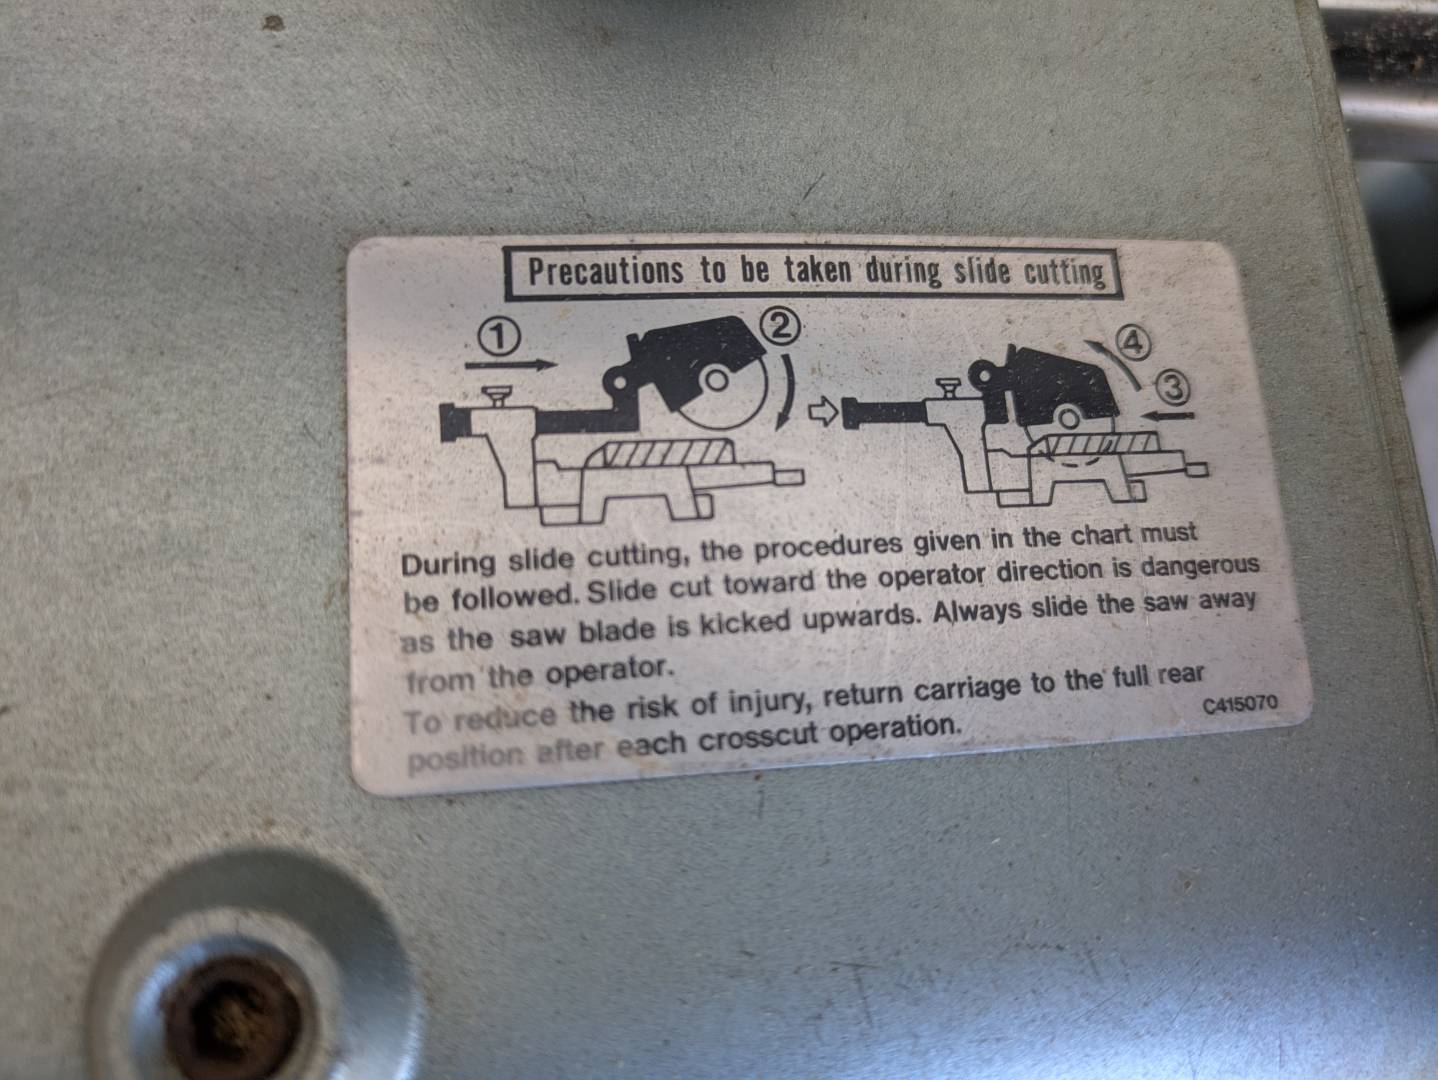 Precautions to be taken during slide cutting
1
2
4
3
During slide cutting, the procedures given in the chart must
be followed. Slide cut toward the operator direction is dangerous
as the saw blade is kicked upwards. Always slide the saw away
from the operator.
To reduce the risk of injury, return carriage to the full rear
position after each crosscut operation.
C415070